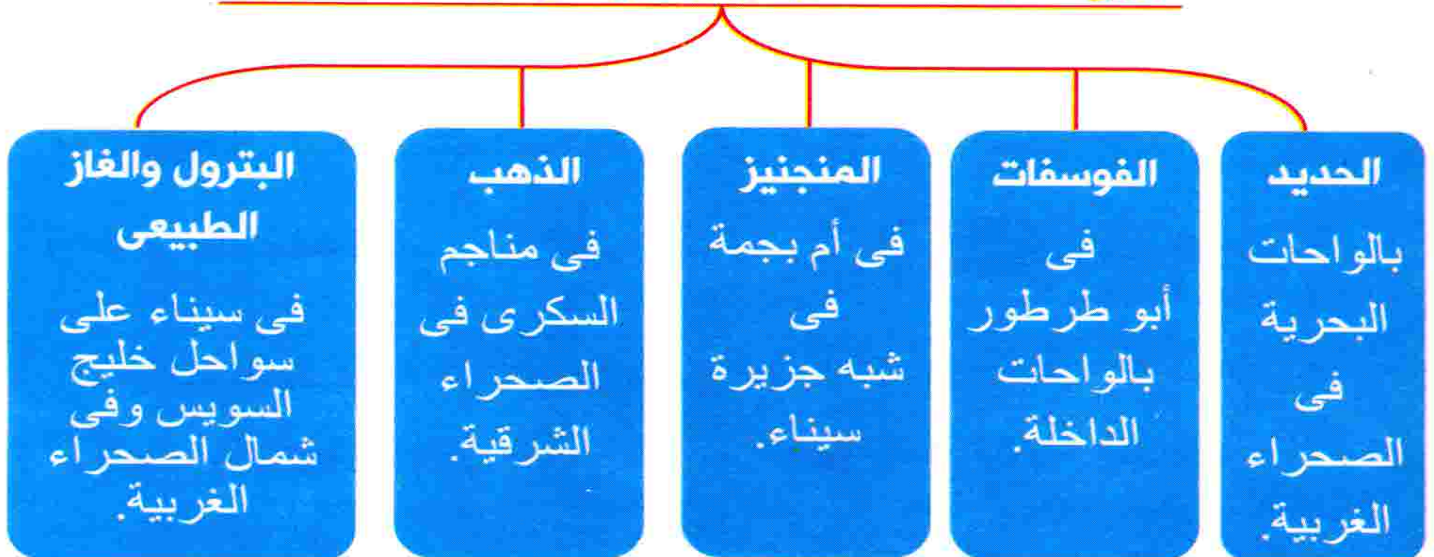 الحديد
بالواحات
البحرية
فى
الصحراء
الغربية.
الفوسفات
فى
أبو طرطور
بالواحات
الداخلة.
المنجنيز
فى أم بجمة
فى
شبه جزيرة
سيناء.
الذهب
فى مناجم
السكرى فى
الصحراء
الشرقية.
البترول والغاز
الطبيعى
فى سيناء على
سواحل خليج
السويس وفى
شمال الصحراء
الغربية.